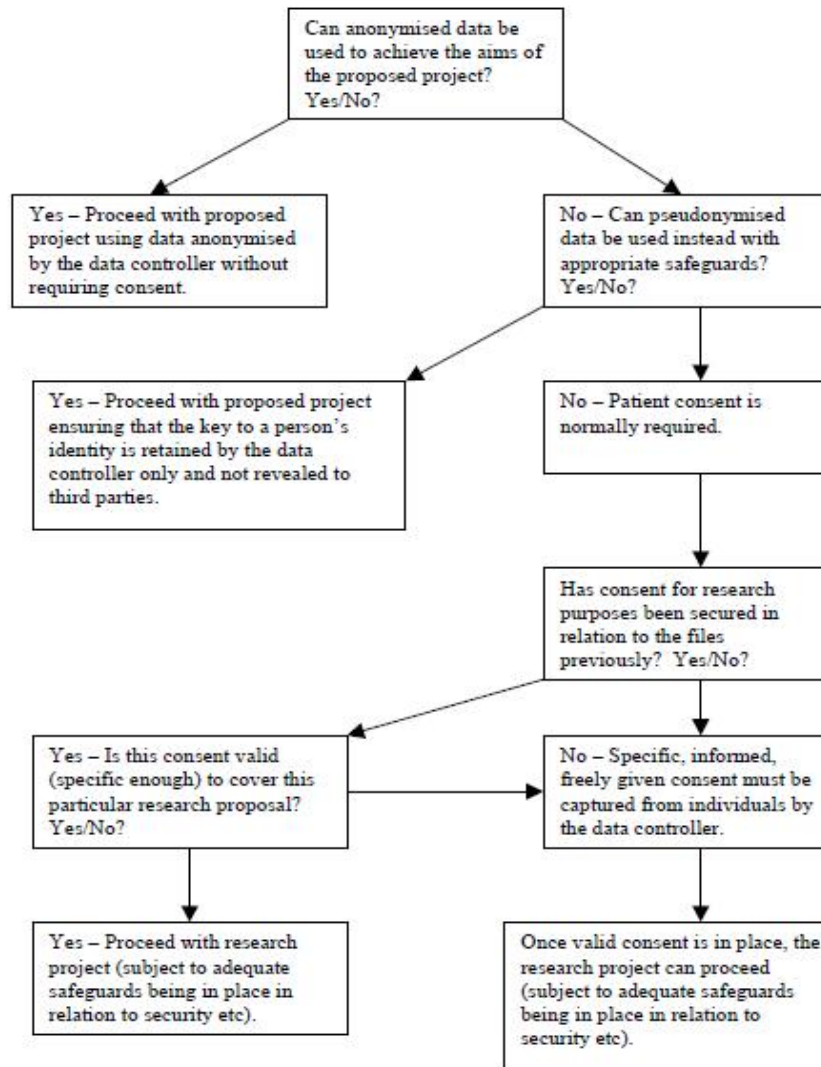 Can anonymised data be
used to achieve the aims of
the proposed project?
Yes/No?
Yes – Proceed with proposed
project using data anonymised
by the data controller without
requiring consent.
No – Can pseudonymised
data be used instead with
appropriate safeguards?
Yes/No?
Yes – Proceed with proposed project
ensuring that the key to a person's
identity is retained by the data
controller only and not revealed to
third parties.
No – Patient consent is
normally required.
Has consent for research
purposes been secured in
relation to the files
previously?  Yes/No?
Yes – Is this consent valid
(specific enough) to cover this
particular research proposal?
Yes/No?
No – Specific, informed,
freely given consent must be
captured from individuals by
the data controller.
Yes – Proceed with research
project (subject to adequate
safeguards being in place in
relation to security etc).
Once valid consent is in place, the
research project can proceed
(subject to adequate safeguards
being in place in relation to
security etc).